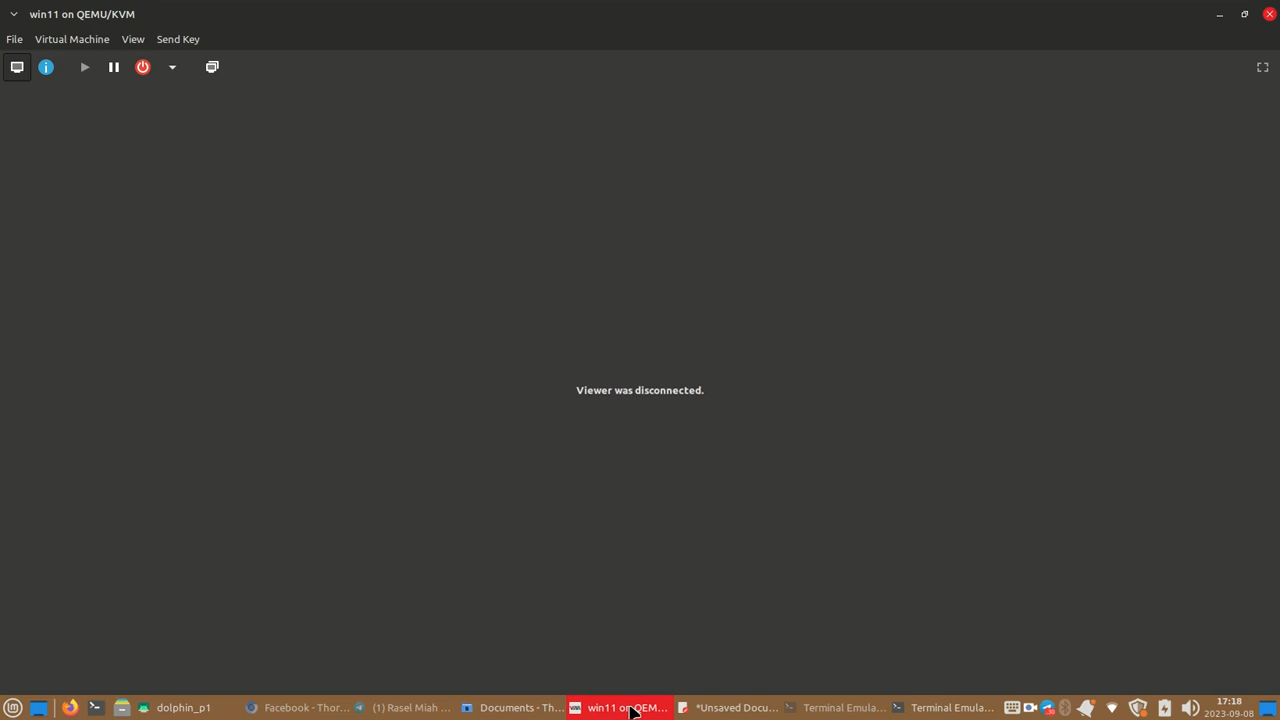 win11 on QEMU/KVM
File Virtual Machine View Send Key
Viewer was disconnected.
dolphin_p1 Facebook - Thor... (1) Rasel Miah ... Documents - Th... win11 on QEM... *Unsaved Docu... Terminal Emula... Terminal Emula... 17:18
2023-09-08